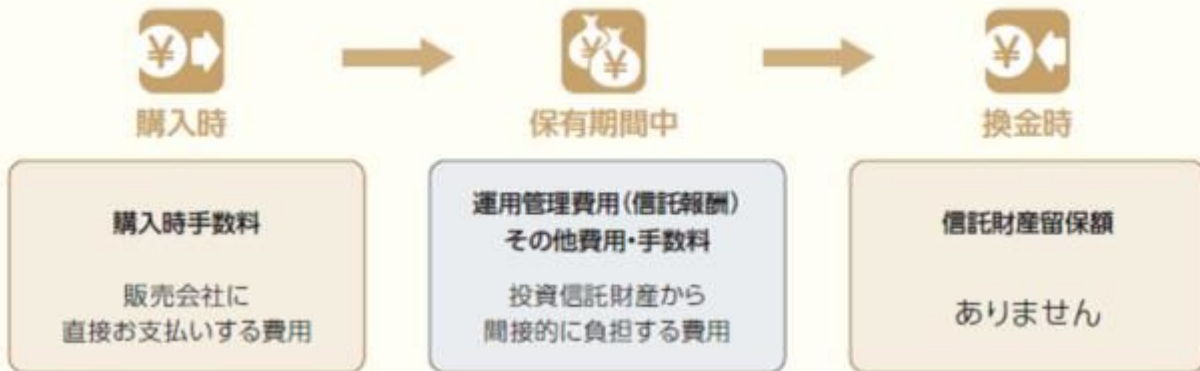 購入時
保有期間中
換金時
購入時手数料
販売会社に
直接お支払いする費用
運用管理費用(信託報酬)
その他費用・手数料
投資信託財産から
間接的に負担する費用
信託財産留保額
ありません